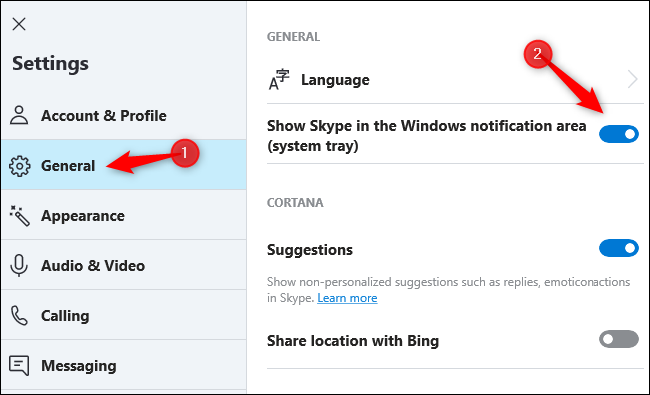 Settings
Account & Profile
General
1
Appearance
Audio & Video
Calling
Messaging
GENERAL
2
A字
Language
Show Skype in the Windows notification area
(system tray)
CORTANA
Suggestions
Show non-personalized suggestions such as replies, emoticonactions
in Skype. Learn more
Share location with Bing